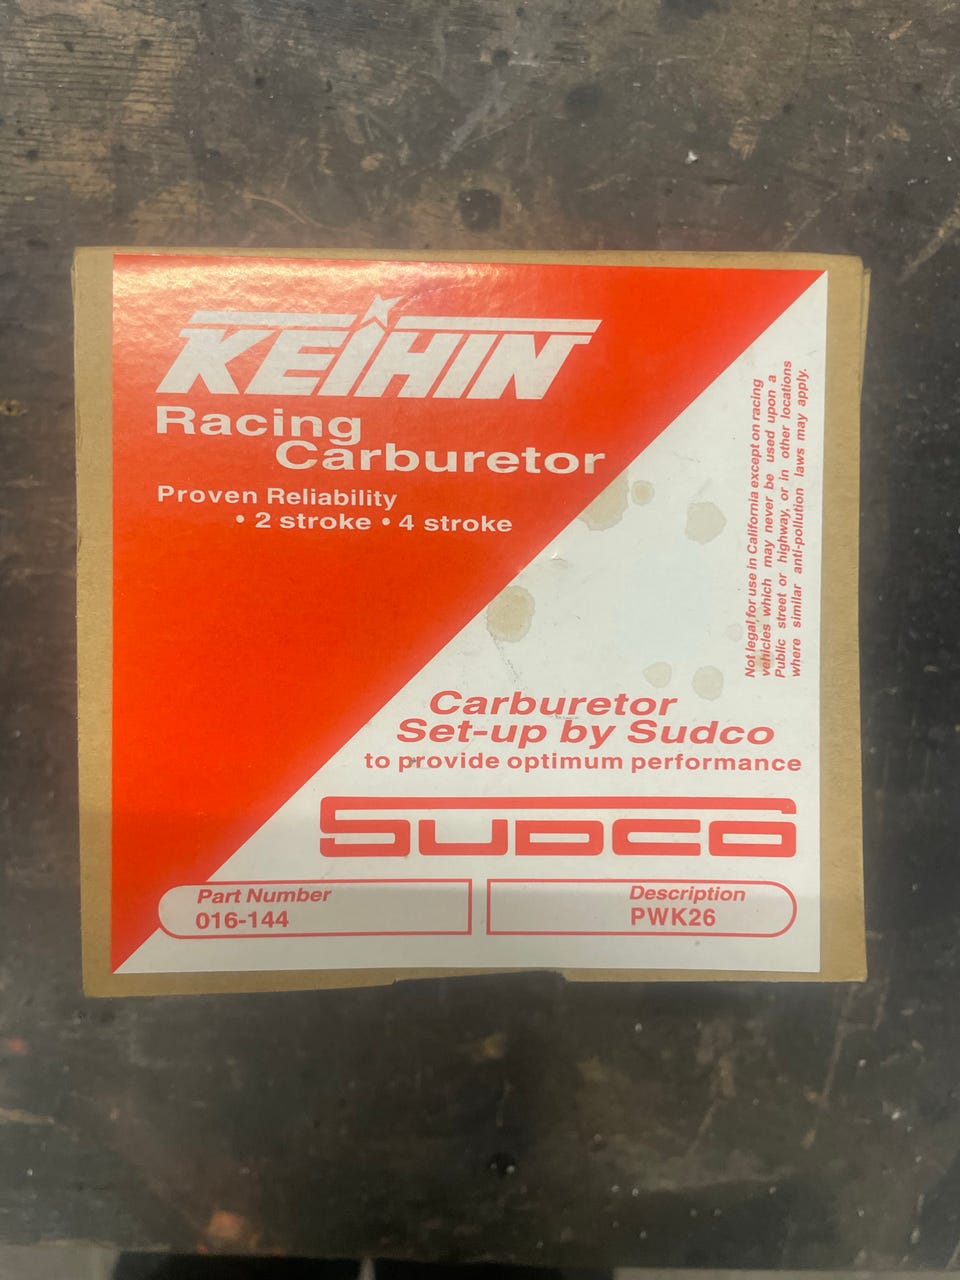 KEIHIN
Racing
Carburetor
Proven Reliability
• 2 stroke • 4 stroke
Not legal for use in California except on racing
vehicles which may never be used upon a
Public street or highway, or in other locations
where similar anti-pollution laws may apply.
Carburetor
Set-up by Sudco
to provide optimum performance
SUDCO
Part Number
016-144
Description
PWK26